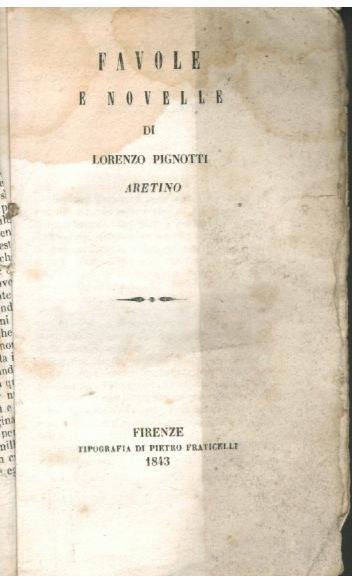 FAVOLE
E NOVELLE
DI
LORENZO PIGNOTTI
ARETINO
FIRENZE
TIPOGRAFIA DI PIETRO FRATICELLI
1843